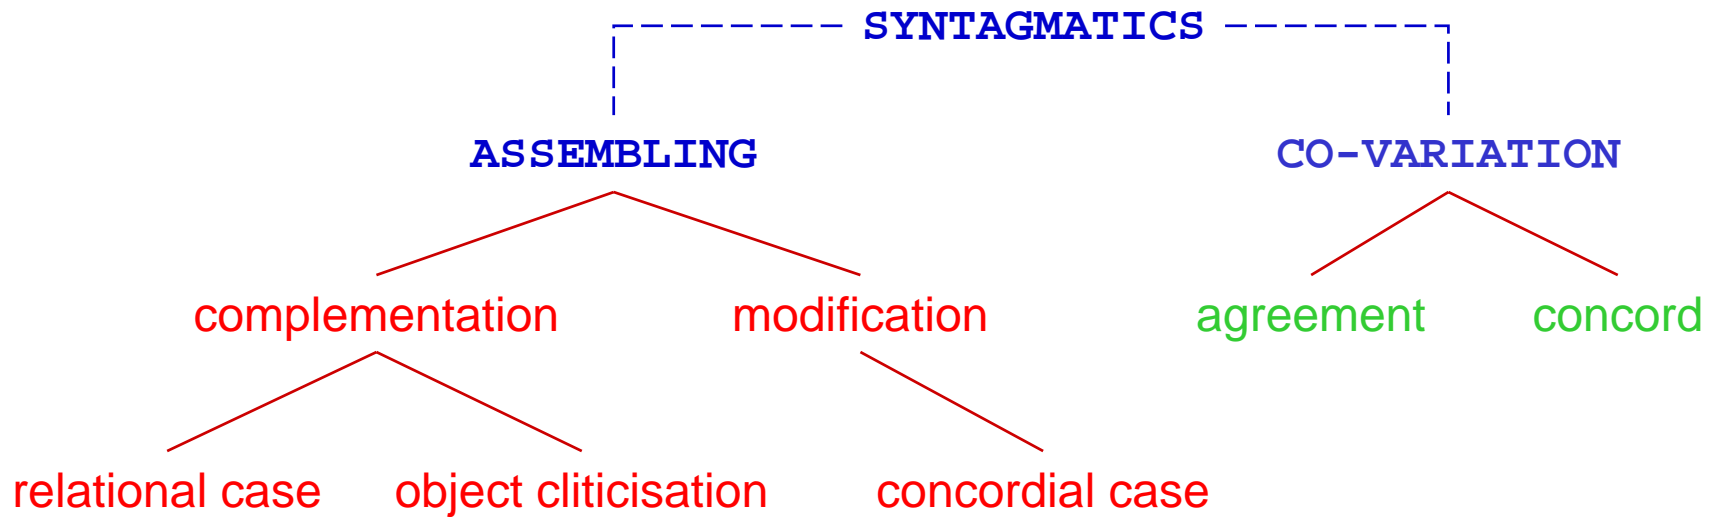 SYNTAGMATICS
ASSEMBLING CO-VARIATION
complementation modification agreement concord
relational case object cliticisation concordial case